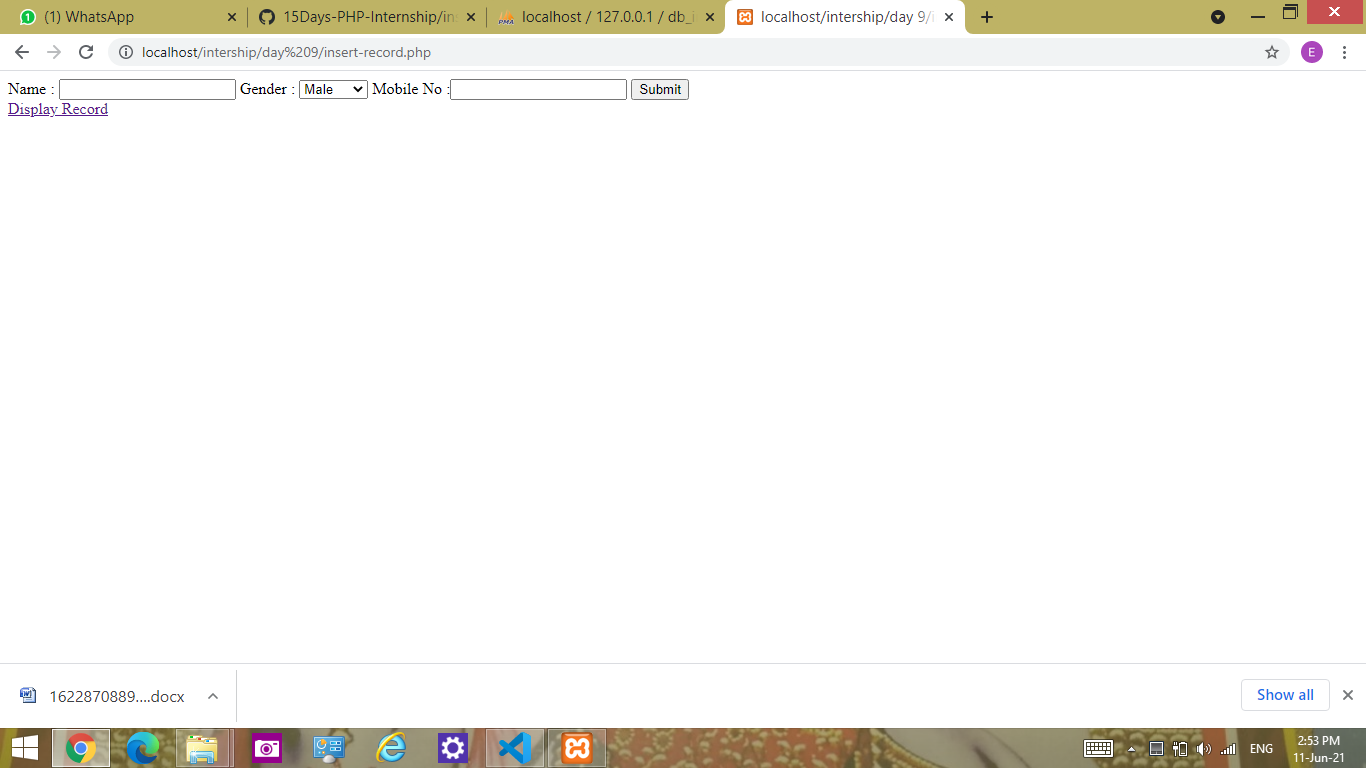 (1) WhatsApp
15Days-PHP-Internship/in
localhost / 127.0.0.1 / db_i
localhost/intership/day 9/i
localhost/intership/day%209/insert-record.php
E
Name : Gender : Male Mobile No : Submit
Display Record
1622870889....docx
Show all
ENG
2:53 PM
11-Jun-21